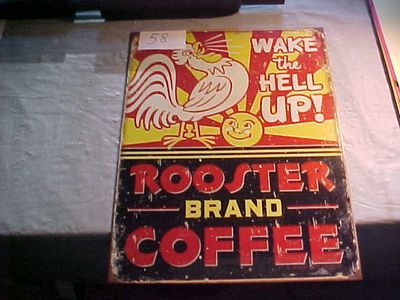 58
WAKE
the
HELL
UP!
ROOSTER
BRAND
COFFEE